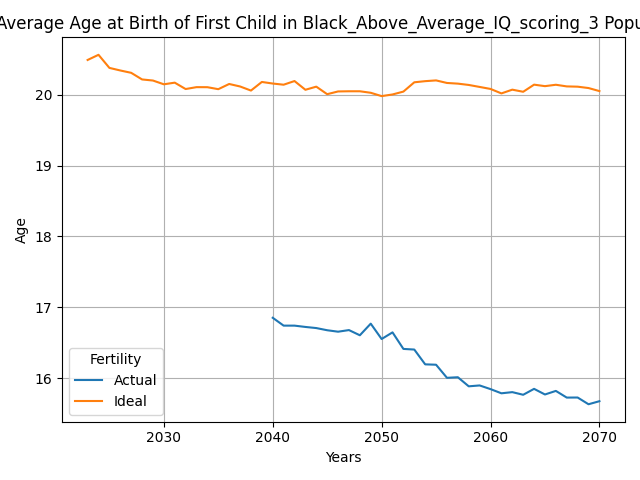 Average Age at Birth of First Child in Black_Above_Average_IQ_scoring_3 Popu
20
19
18
17
16
Age
Fertility
Actual
Ideal
2030 2040 2050 2060 2070
Years